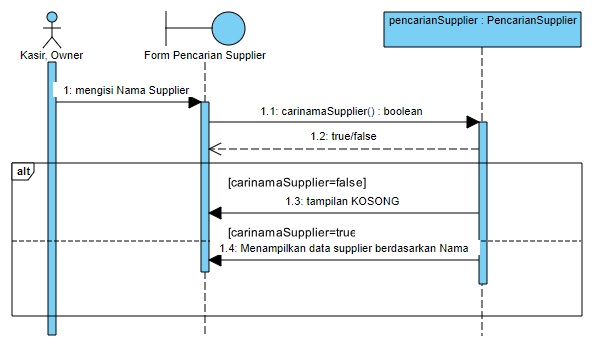 pencarianSupplier : PencarianSupplier
Kasir, Owner
Form Pencarian Supplier
1: mengisi Nama Supplier
1.1: carinamaSupplier() : boolean
1.2: true/false
alt
[carinamaSupplier=false]
1.3: tampilan KOSONG
[carinamaSupplier=true
1.4: Menampilkan data supplier berdasarkan Nama